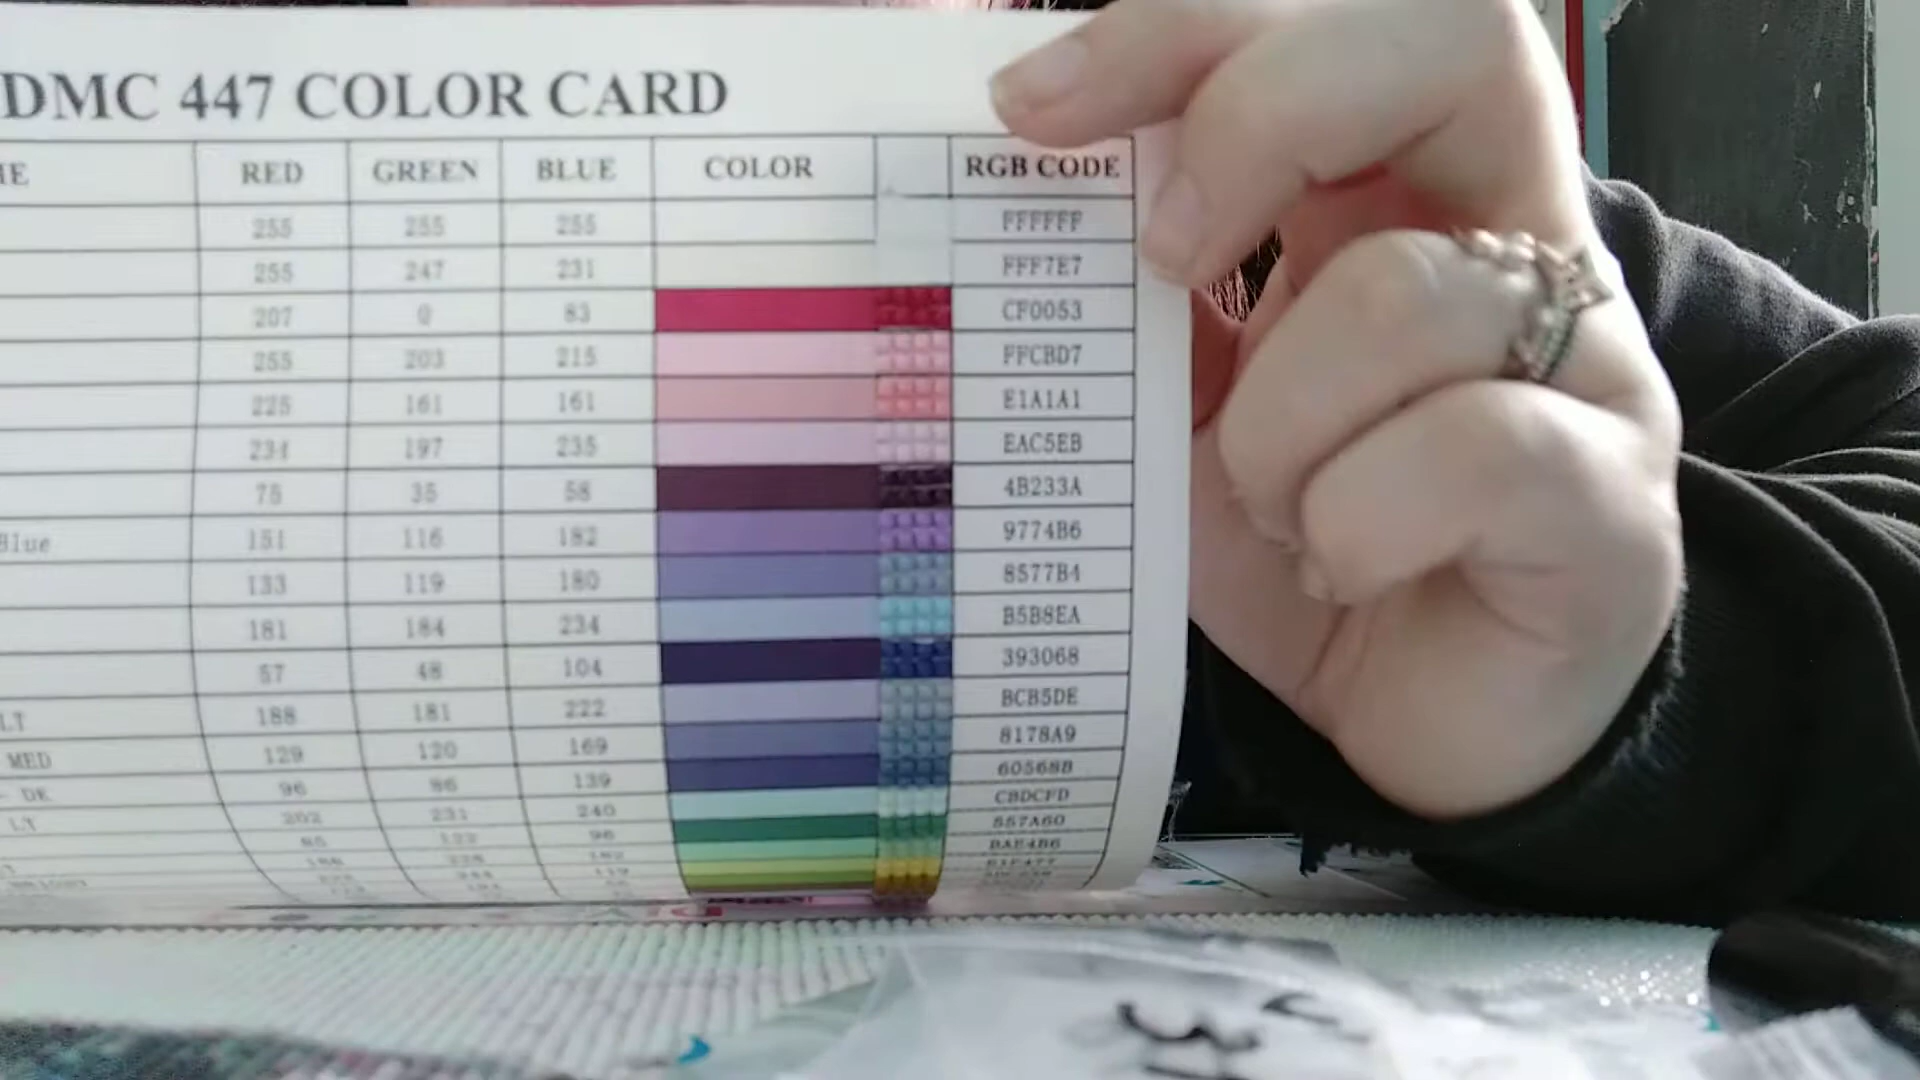 DMC 447 COLOR CARD
RED GREEN BLUE COLOR RGB CODE
255 255 255 FFFFFF
255 247 231 FFF7E7
207 0 83 CF0053
255 203 215 FFCBD7
225 161 161 E1A1A1
234 197 235 EAC5EB
75 35 58 4B233A
Blue 151 116 182 9774B6
133 119 180 8577B4
181 184 234 B5B8EA
57 48 104 393068
LT 188 181 222 BCB5DE
MED 129 120 169 8178A9
- DK 96 86 139 60568B
LT 202 231 240 CBDCFD
85 122 96 557A60
BAE4B6